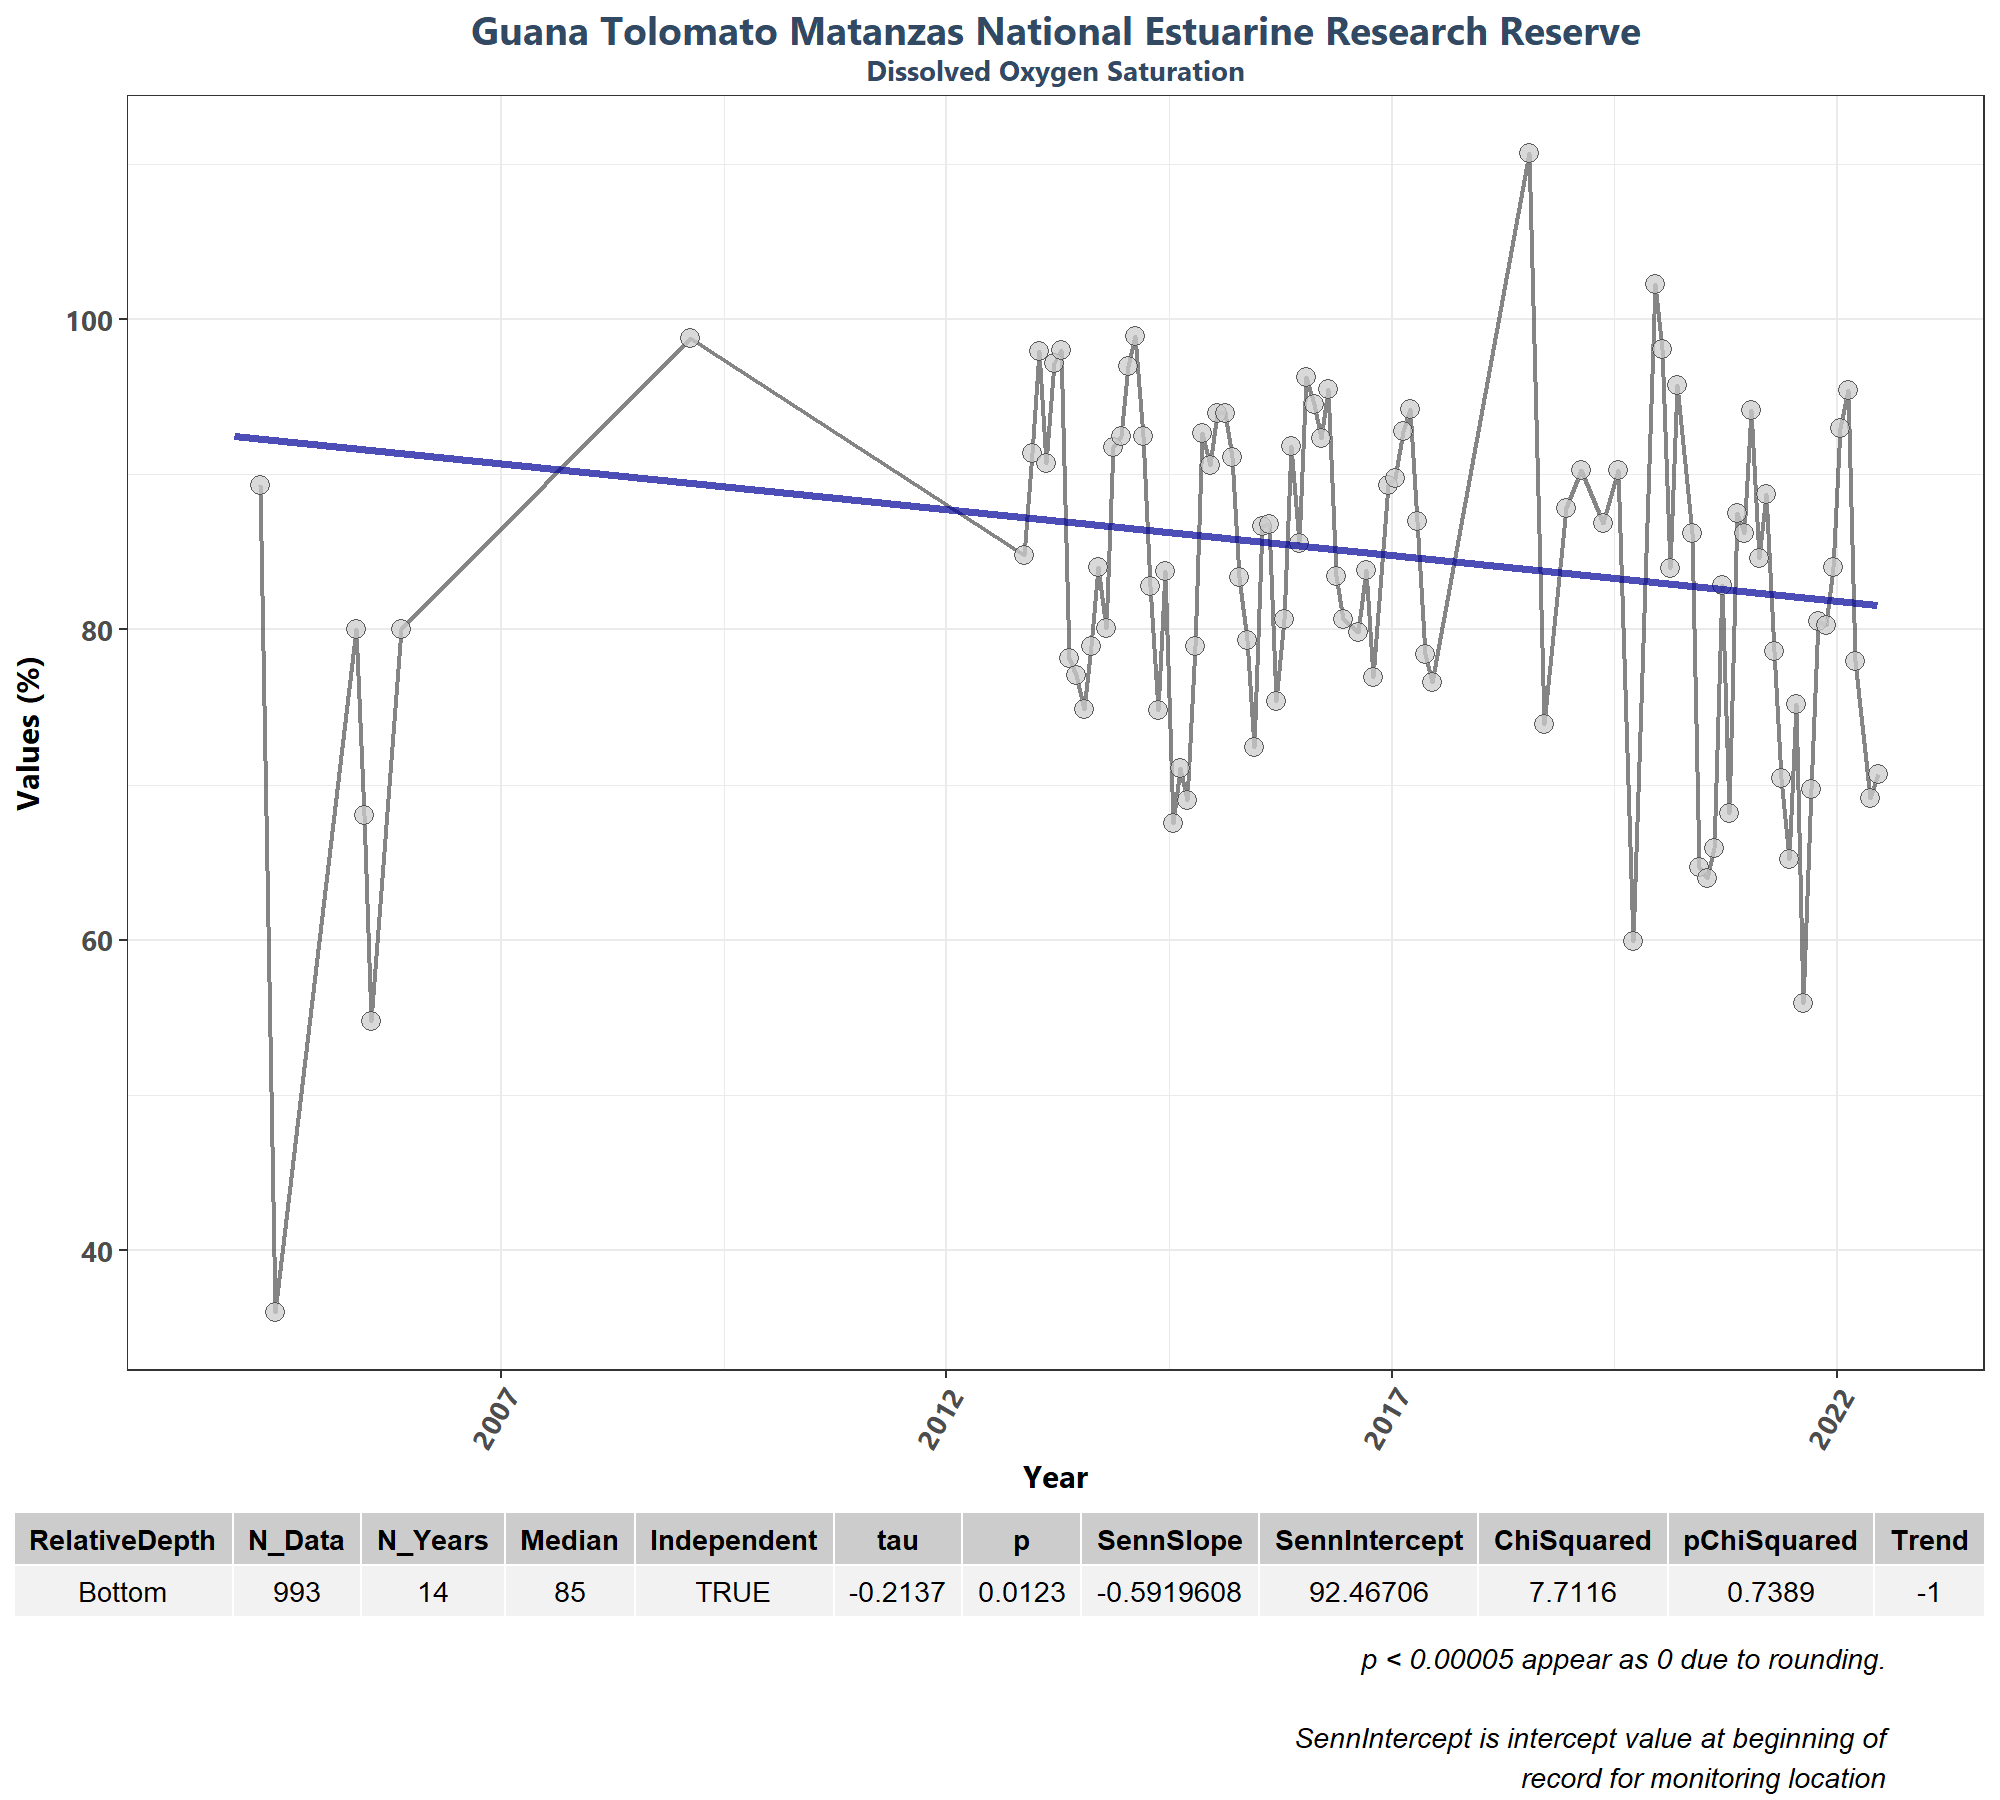 Guana Tolomato Matanzas National Estuarine Research Reserve
Dissolved Oxygen Saturation
100
80
60
40
Values (%)
2007
2012
2017
2022
Year
RelativeDepth N_Data N_Years Median Independent tau p SennSlope SennIntercept ChiSquared pChiSquared Trend
Bottom 993 14 85 TRUE -0.2137 0.0123 -0.5919608 92.46706 7.7116 0.7389 -1
p < 0.00005 appear as 0 due to rounding.
SennIntercept is intercept value at beginning of
record for monitoring location